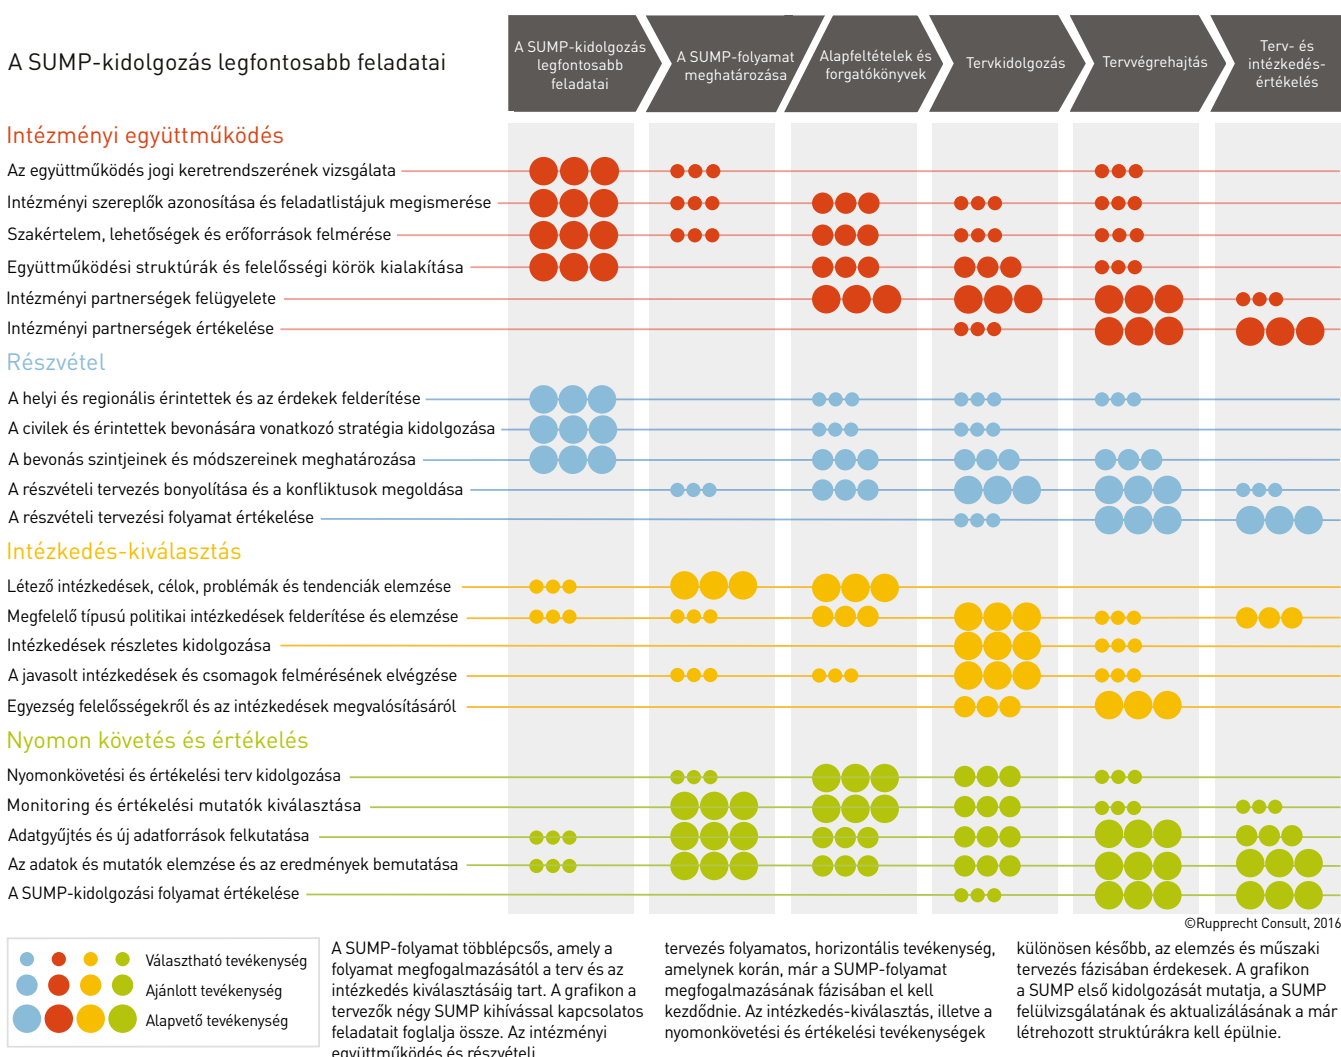 A SUMP-kidolgozás legfontosabb feladatai
A SUMP-kidolgozás
legfontosabb
feladatai
A SUMP-folyamat
meghatározása
Alapfeltételek és
forgatókönyvek
Tervkidolgozás
Tervvégrehajtás
Terv- és
intézkedés-
értékelés
Intézményi együttműködés
Az együttműködés jogi keretrendszerének vizsgálata
Intézményi szereplők azonosítása és feladatlistájuk megismerése
Szakértelem, lehetőségek és erőforrások felmérése
Együttműködési struktúrák és felelősségi körök kialakítása
Intézményi partnerségek felügyelete
Intézményi partnerségek értékelése
Részvétel
A helyi és regionális érintettek és az érdekek felderítése
A civilek és érintettek bevonására vonatkozó stratégia kidolgozása
A bevonás szintjeinek és módszereinek meghatározása
A részvételi tervezés bonyolítása és a konfliktusok megoldása
A részvételi tervezési folyamat értékelése
Intézkedés-kiválasztás
Létező intézkedések, célok, problémák és tendenciák elemzése
Megfelelő típusú politikai intézkedések felderítése és elemzése
Intézkedések részletes kidolgozása
A javasolt intézkedések és csomagok felmérésének elvégzése
Egyezség felelősségekről és az intézkedések megvalósításáról
Nyomon követés és értékelés
Nyomonkövetési és értékelési terv kidolgozása
Monitoring és értékelési mutatók kiválasztása
Adatgyűjtés és új adatforrások felkutatása
Az adatok és mutatók elemzése és az eredmények bemutatása
A SUMP-kidolgozási folyamat értékelése
©Rupprecht Consult, 2016
Választható tevékenység
Ajánlott tevékenység
Alapvető tevékenység
A SUMP-folyamat többlépcsős, amely a
folyamat megfogalmazásától a terv és az
intézkedés kiválasztásáig tart. A grafikon a
tervezők négy SUMP kihívással kapcsolatos
feladatait foglalja össze. Az intézményi
együttműködés és részvételi
tervezés folyamatos, horizontális tevékenység,
amelynek korán, már a SUMP-folyamat
megfogalmazásának fázisában el kell
kezdődnie. Az intézkedés-kiválasztás, illetve a
nyomonkövetési és értékelési tevékenységek
különösen később, az elemzés és műszaki
tervezés fázisában érdekesek. A grafikon
a SUMP első kidolgozását mutatja, a SUMP
felülvizsgálatának és aktualizálásának a már
létrehozott struktúrákra kell épülnie.